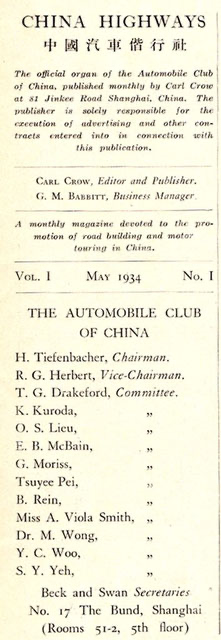 CHINA HIGHWAYS
中國汽車偕行社
The official organ of the Automobile Club
of China, published monthly by Carl Crow
at 81 Jinkee Road Shanghai, China. The
publisher is solely responsible for the
execution of advertising and other con-
tracts entered into in connection with
this publication.
CARL CROW, Editor and Publisher.
G. M. BABBITT, Business Manager
A monthly magazine devoted to the pro-
motion of road building and motor
touring in China.
VOL. I MAY 1934 No. I
THE AUTOMOBILE CLUB
OF CHINA
H. Tiefenbacher, Chairman.
R. G. Herbert, Vice-Chairman.
T. G. Drakeford, Committee.
K. Kuroda, „
O. S. Lieu, „
E. B. McBain, „
G. Moriss, „
Tsuyee Pei, „
B. Rein, „
Miss A. Viola Smith, „
Dr. M. Wong, „
Y. C. Woo, „
S. Y. Yeh, „
Beck and Swan Secretaries
No. 17 The Bund, Shanghai
(Rooms 51-2, 5th floor)